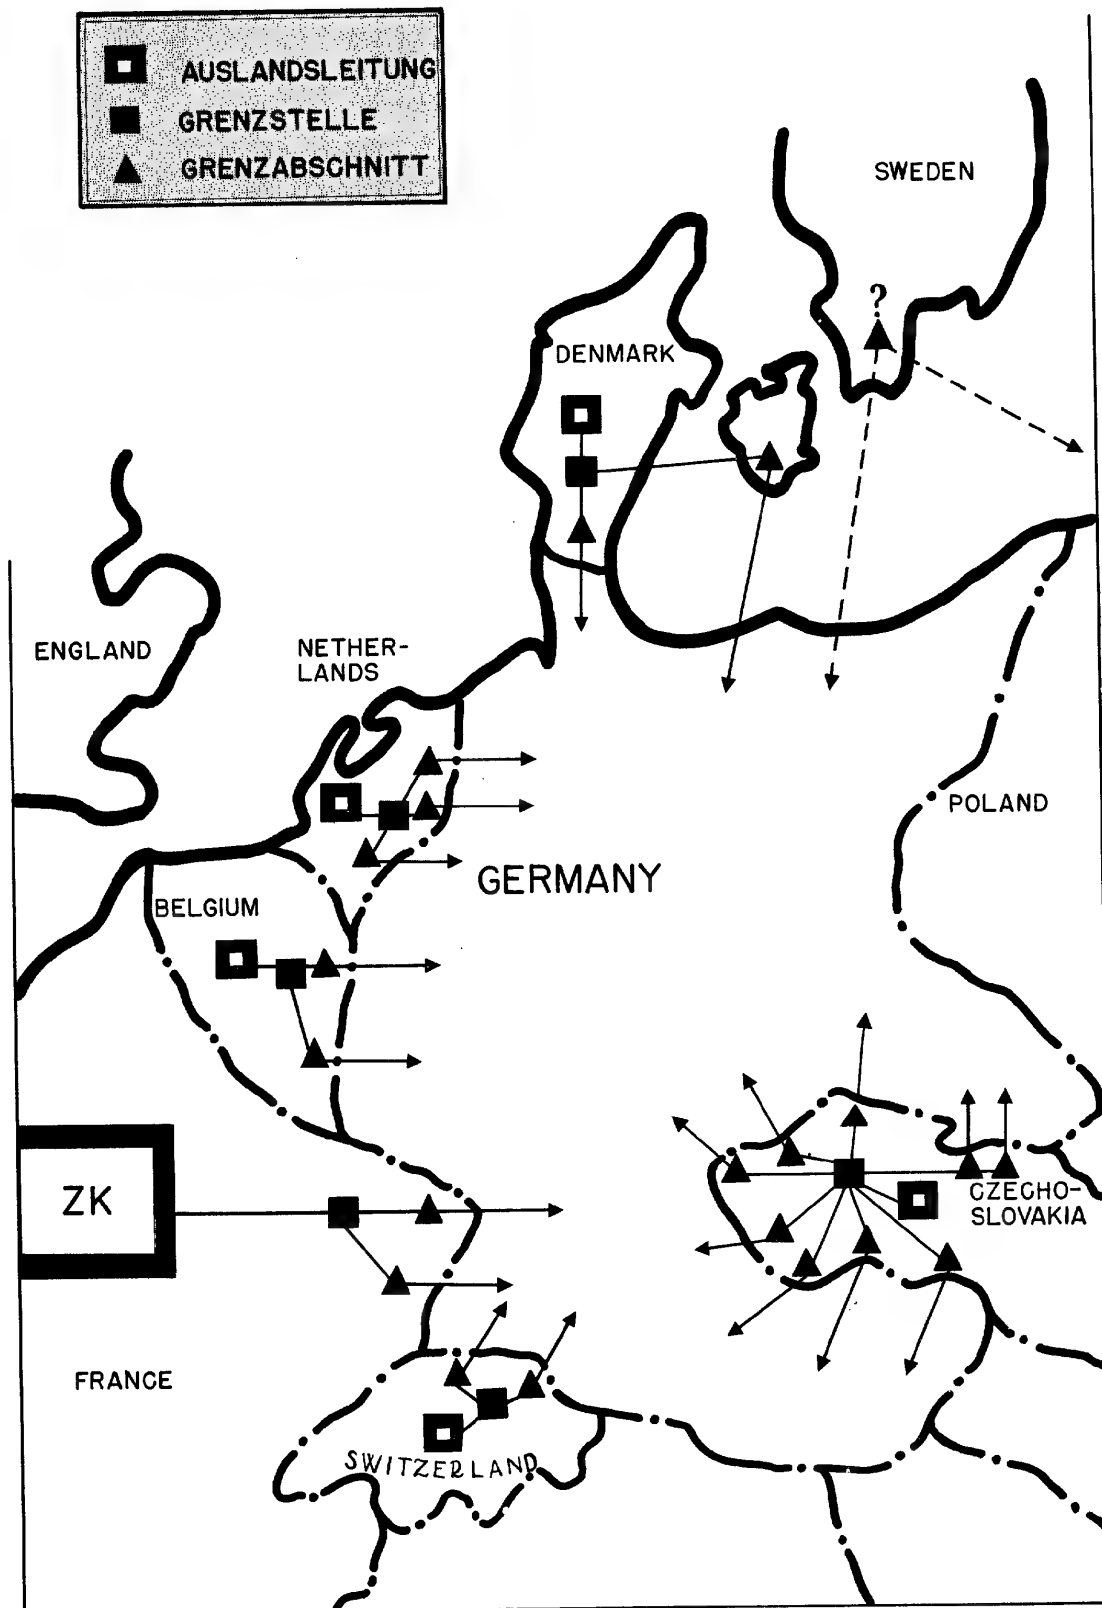 AUSLANDSLEITUNG
GRENZSTELLE
GRENZABSCHNITT
SWEDEN
?
DENMARK
ENGLAND
NETHER-
LANDS
POLAND
GERMANY
BELGIUM
ZK
CZECHO-
SLOVAKIA
FRANCE
SWITZERLAND